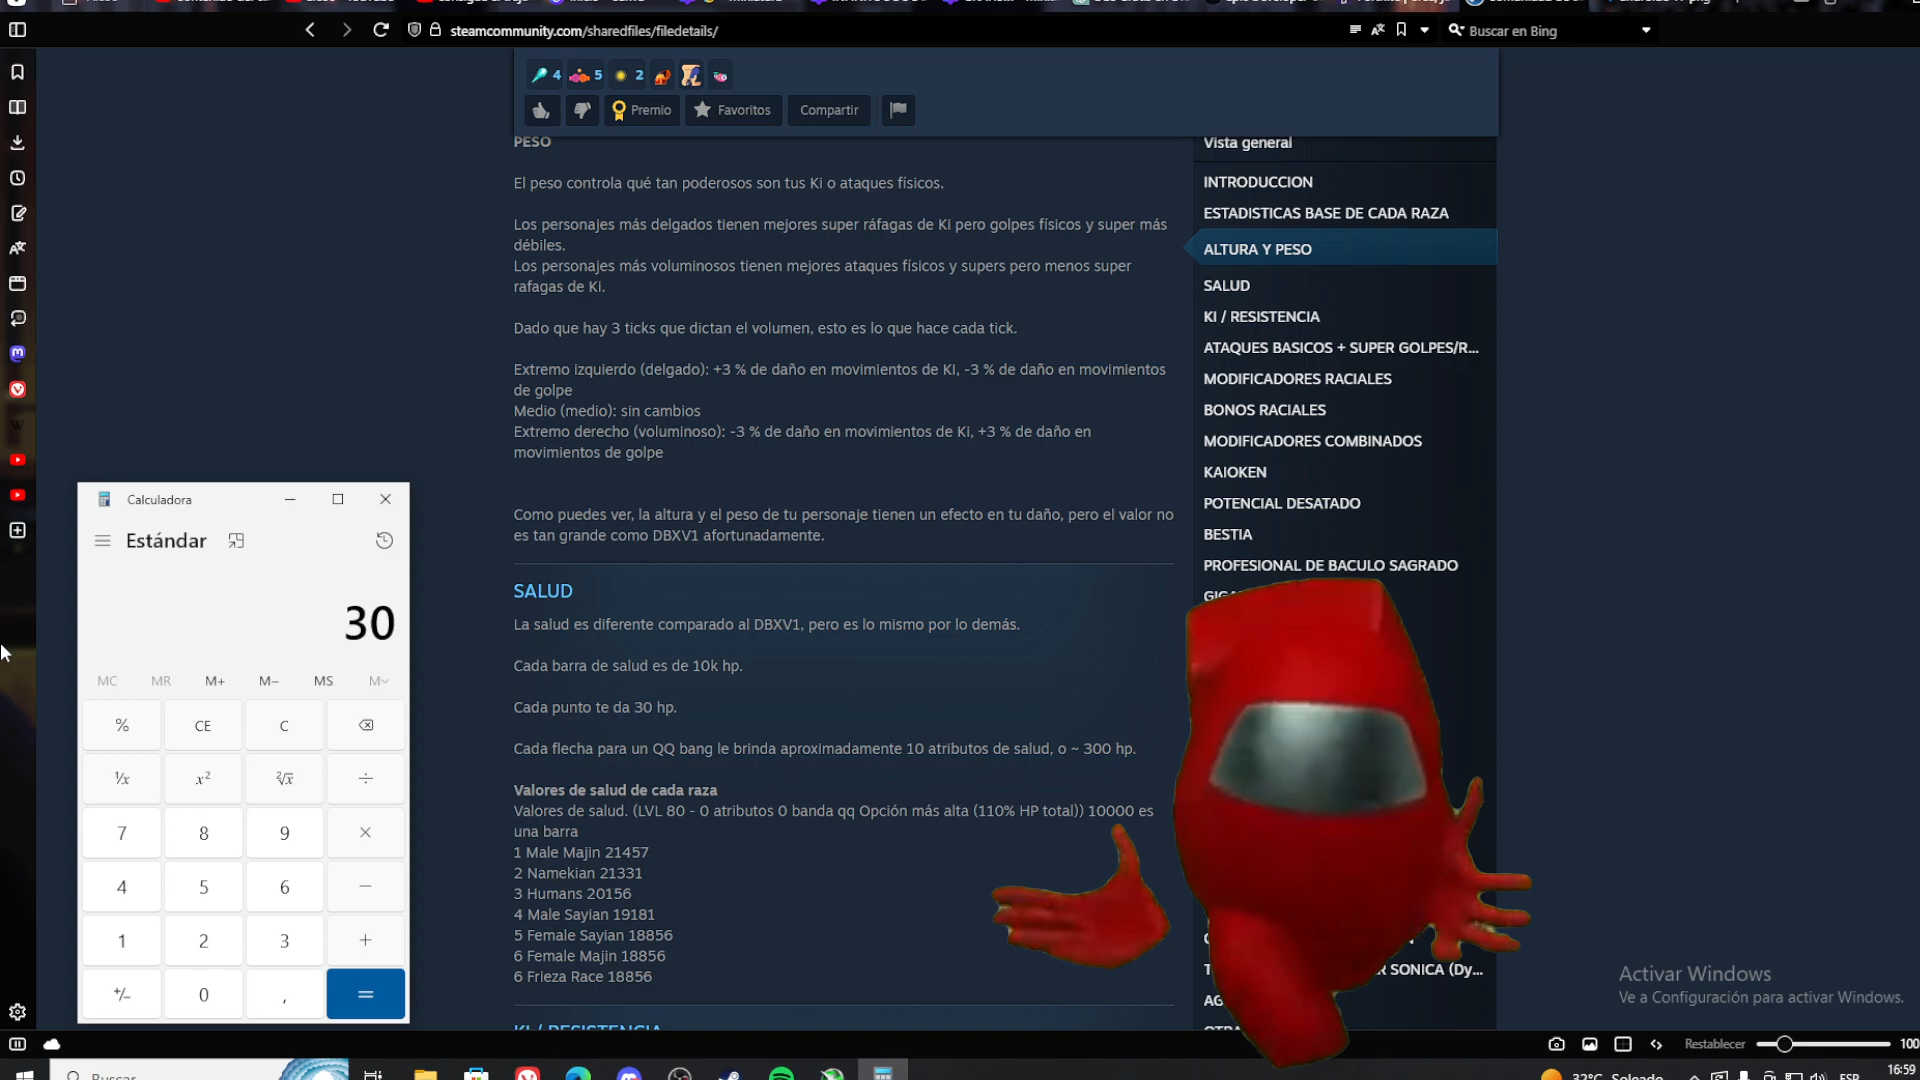 steamcommunity.com/sharedfiles/filedetails/
Buscar en Bing
4
5
2
Premio
Favoritos
Compartir
PESO
El peso controla qué tan poderosos son tus Ki o ataques físicos.
Los personajes más delgados tienen mejores super ráfagas de Ki pero golpes físicos y super más
débiles.
Los personajes más voluminosos tienen mejores ataques físicos y supers pero menos super
rafagas de Ki.
Dado que hay 3 ticks que dictan el volumen, esto es lo que hace cada tick.
Extremo izquierdo (delgado): +3 % de daño en movimientos de KI, -3 % de daño en movimientos
de golpe
Medio (medio): sin cambios
Extremo derecho (voluminoso): -3 % de daño en movimientos de Ki, +3 % de daño en
movimientos de golpe
Como puedes ver, la altura y el peso de tu personaje tienen un efecto en tu daño, pero el valor no
es tan grande como DBXV1 afortunadamente.
SALUD
La salud es diferente comparado al DBXV1, pero es lo mismo por lo demás.
Cada barra de salud es de 10k hp.
Cada punto te da 30 hp.
Cada flecha para un QQ bang le brinda aproximadamente 10 atributos de salud, o ~ 300 hp.
Valores de salud de cada raza
Valores de salud. (LVL 80 - 0 atributos 0 banda qq Opción más alta (110% HP total)) 10000 es
una barra
1 Male Majin 21457
2 Namekian 21331
3 Humans 20156
4 Male Sayian 19181
5 Female Sayian 18856
6 Female Majin 18856
6 Frieza Race 18856
KI / RESISTENCIA
Vista general
INTRODUCCION
ESTADISTICAS BASE DE CADA RAZA
ALTURA Y PESO
SALUD
KI / RESISTENCIA
ATAQUES BASICOS + SUPER GOLPES/R...
MODIFICADORES RACIALES
BONOS RACIALES
MODIFICADORES COMBINADOS
KAIOKEN
POTENCIAL DESATADO
BESTIA
PROFESIONAL DE BACULO SAGRADO
R SONICA (Dy...
Calculadora
Estándar
30
MC MR M+ M− MS M˅
% CE C
¹/x x² ²√x ÷
7 8 9 ×
4 5 6 −
1 2 3 +
+/− 0 , =
Activar Windows
Ve a Configuración para activar Windows.
Restablecer
100
Buscar
32°C Soleado
ESP
16:59